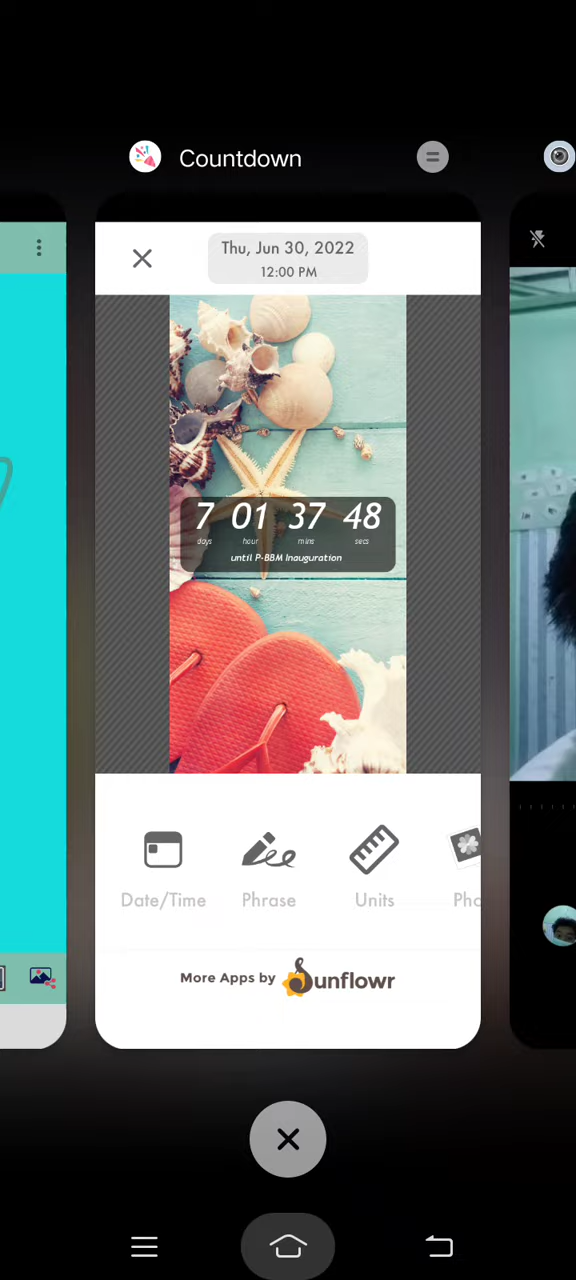 Countdown
Thu, Jun 30, 2022
12:00 PM
7 01 37 48
days hour mins secs
until P-BBM Inauguration
Date/Time Phrase Units Pho
More Apps by Sunflowr